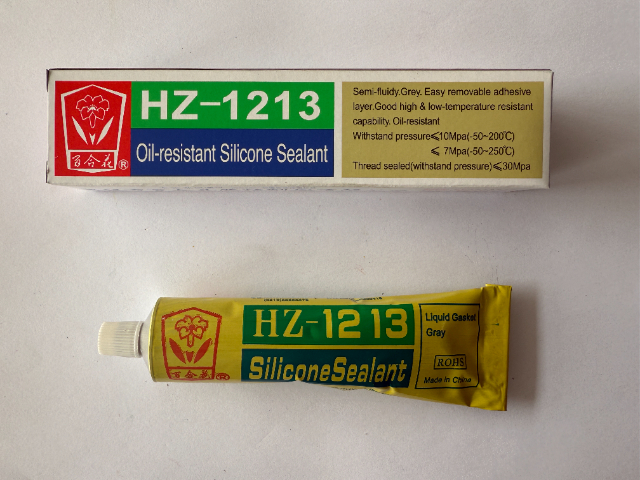 HZ-1213
Oil-resistant Silicone Sealant
百合花®
Semi-fluidy.Grey. Easy removable adhesive
layer.Good high & low-temperature resistant
capability. Oil-resistant
Withstand pressure≤10Mpa(-50~200℃)
≤ 7Mpa(-50~250℃)
Thread sealed(withstand pressure)≤30Mpa
HZ-1213
SiliconeSealant
百合花®
Liquid Gasket
Gray
ROHS
Made in China